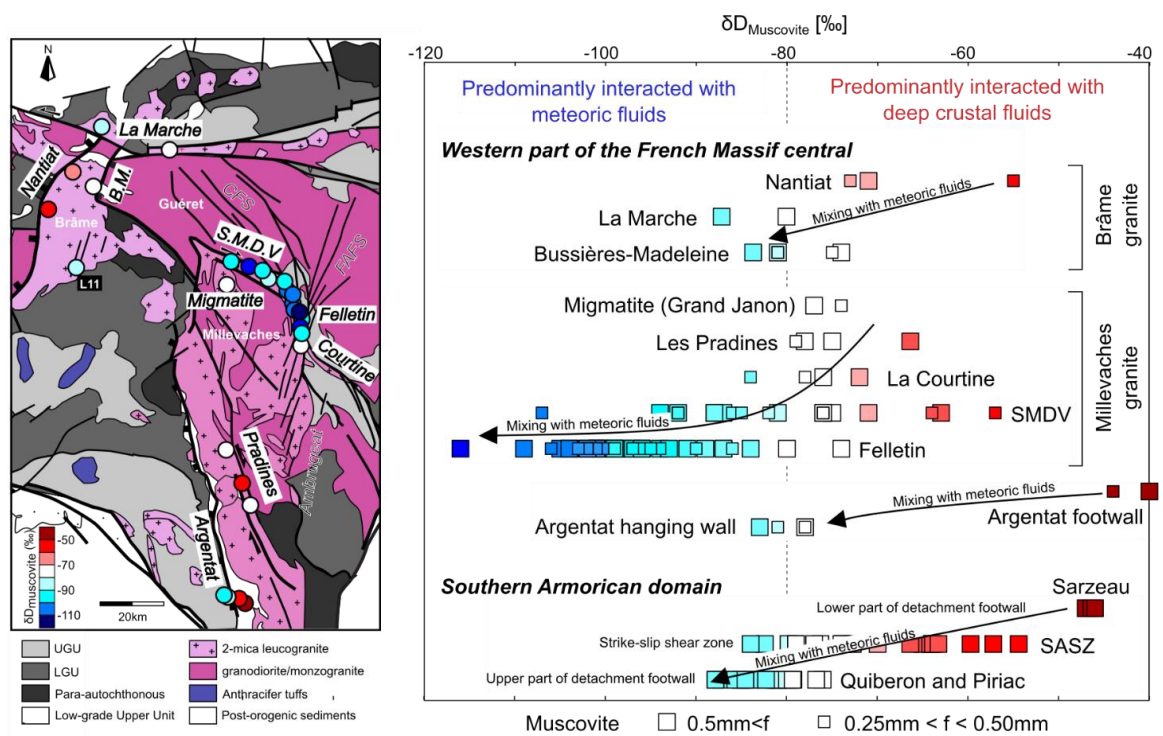 N
La Marche
Nantiat
B.M.
Guéret
CFS
Brâme
FAFS
S.M.D.V
L11
Migmatite
Millevaches
Felletin
Courtine
Pradines
Ambrugeat
Argentat
δDmuscovite (‰)
-50
-70
-90
-110
20km
UGU
LGU
Para-autochthonous
Low-grade Upper Unit
2-mica leucogranite
granodiorite/monzogranite
Anthracifer tuffs
Post-orogenic sediments
δDMuscovite [‰]
-120 -100 -80 -60 -40
Predominantly interacted with
meteoric fluids
Predominantly interacted with
deep crustal fluids
Western part of the French Massif central
Nantiat
Mixing with meteoric fluids
La Marche
Bussières-Madeleine
Brâme
granite
Migmatite (Grand Janon)
Les Pradines
La Courtine
SMDV
Mixing with meteoric fluids
Felletin
Millevaches
granite
Mixing with meteoric fluids
Argentat hanging wall
Argentat footwall
Southern Armorican domain
Sarzeau
Lower part of detachment footwall
Strike-slip shear zone
Mixing with meteoric fluids
SASZ
Upper part of detachment footwall
Quiberon and Piriac
Muscovite 0.5mm<f 0.25mm < f < 0.50mm